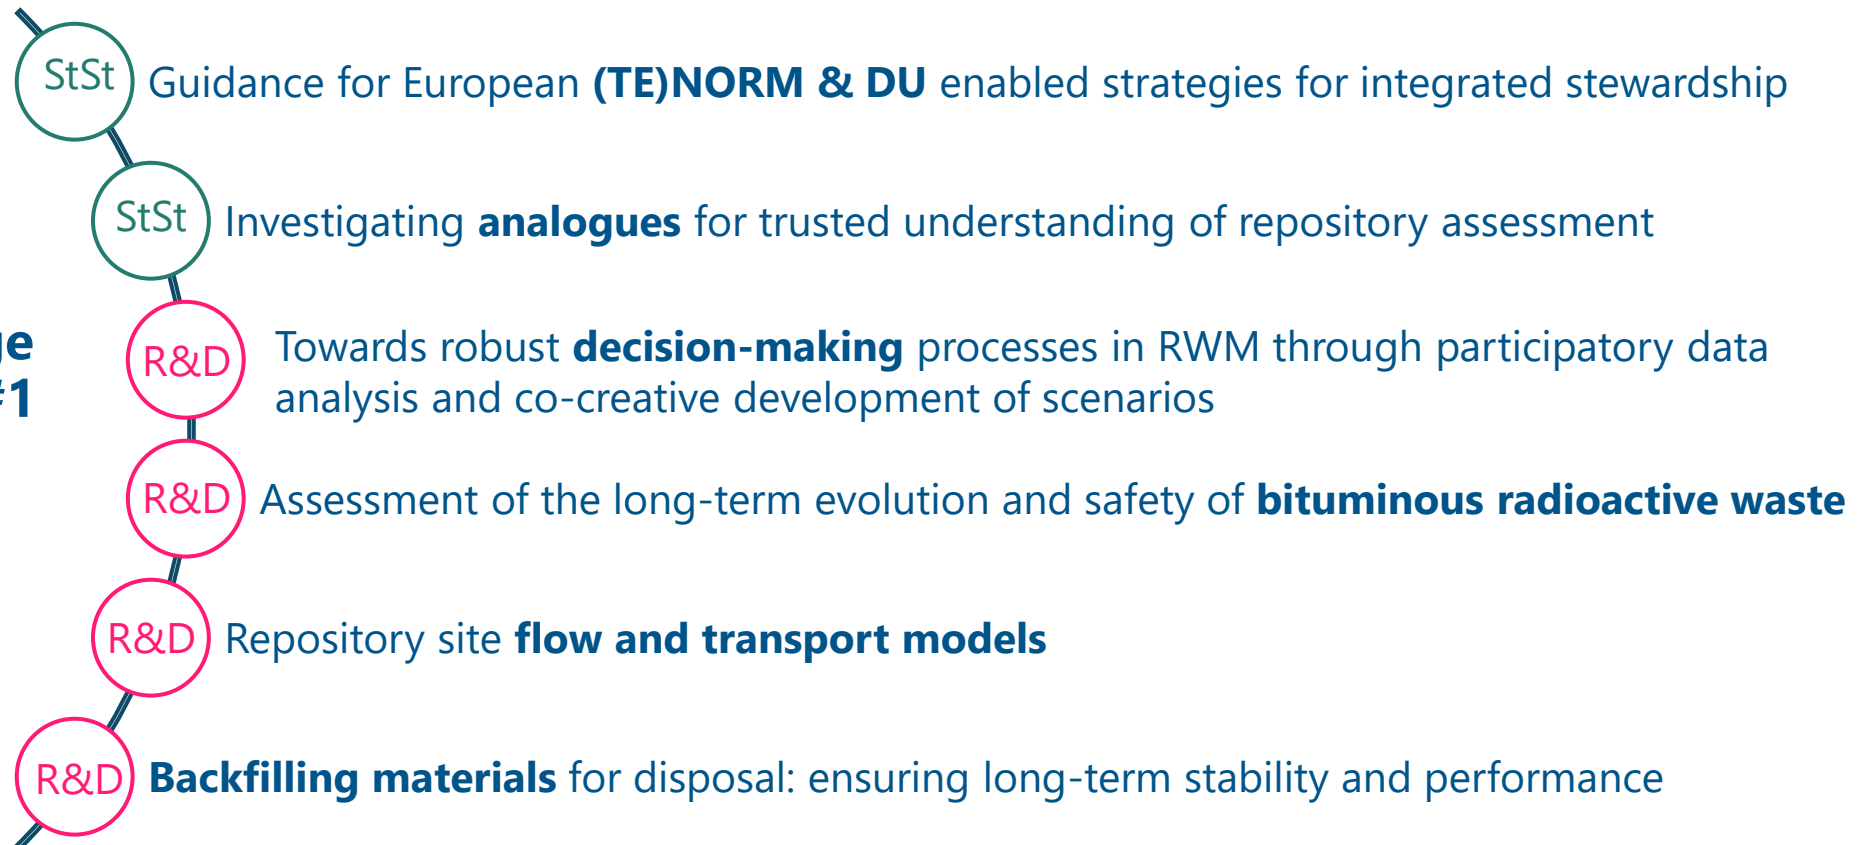 StSt Guidance for European (TE)NORM & DU enabled strategies for integrated stewardship
StSt Investigating analogues for trusted understanding of repository assessment
#1
R&D Towards robust decision-making processes in RWM through participatory data
analysis and co-creative development of scenarios
R&D Assessment of the long-term evolution and safety of bituminous radioactive waste
R&D Repository site flow and transport models
R&D Backfilling materials for disposal: ensuring long-term stability and performance